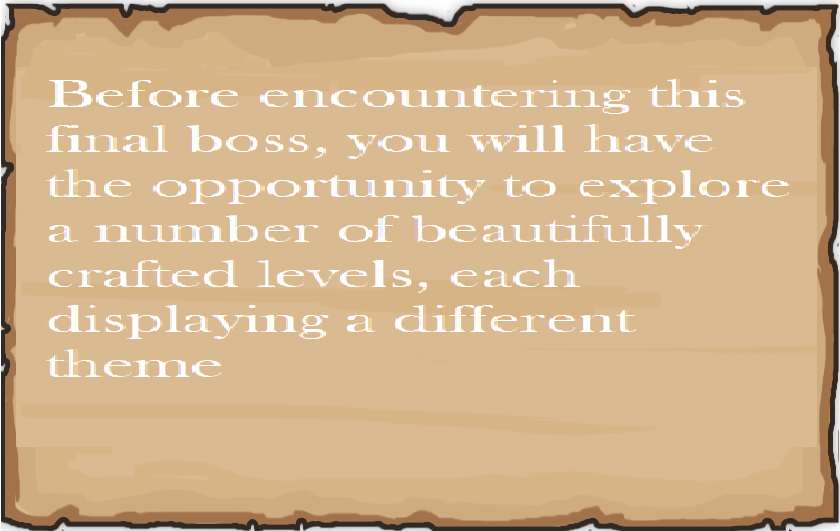 Before encountering this
final boss, you will have
the opportunity to explore
a number of beautifully
crafted levels, each
displaying a different
theme